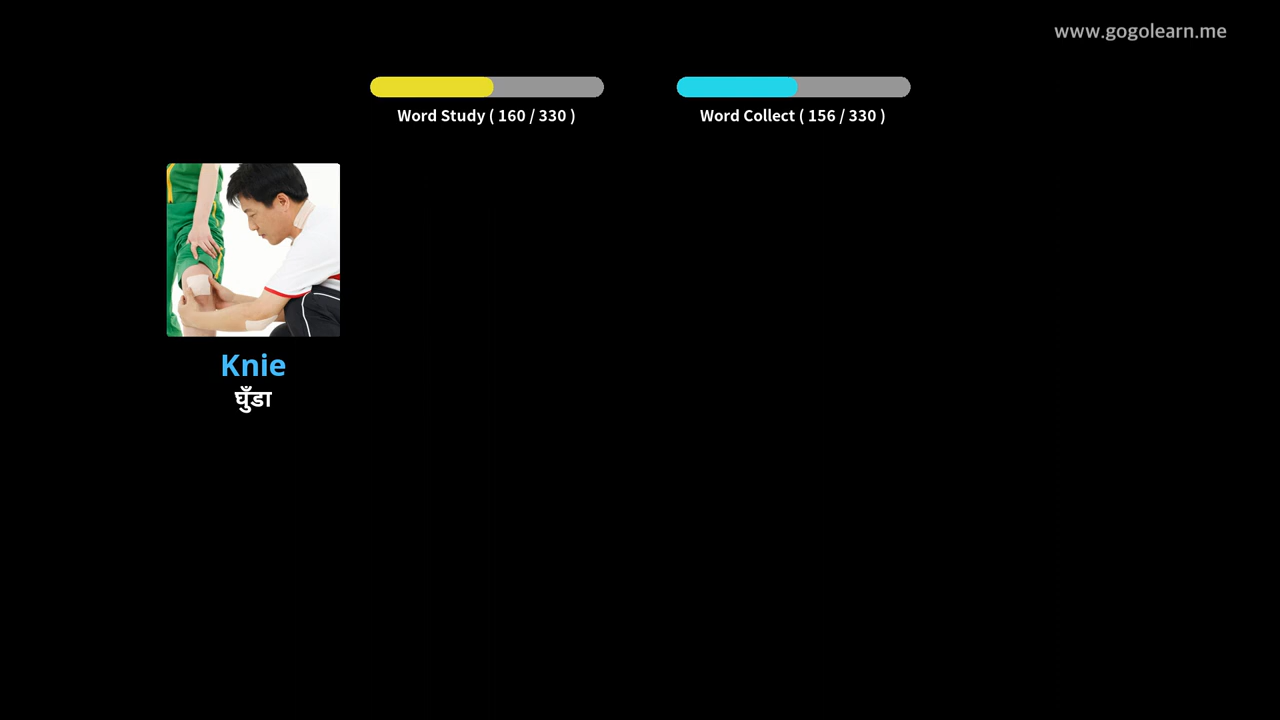 www.gogolearn.me
Word Study ( 160 / 330 )
Word Collect ( 156 / 330 )
Knie
घुँडा